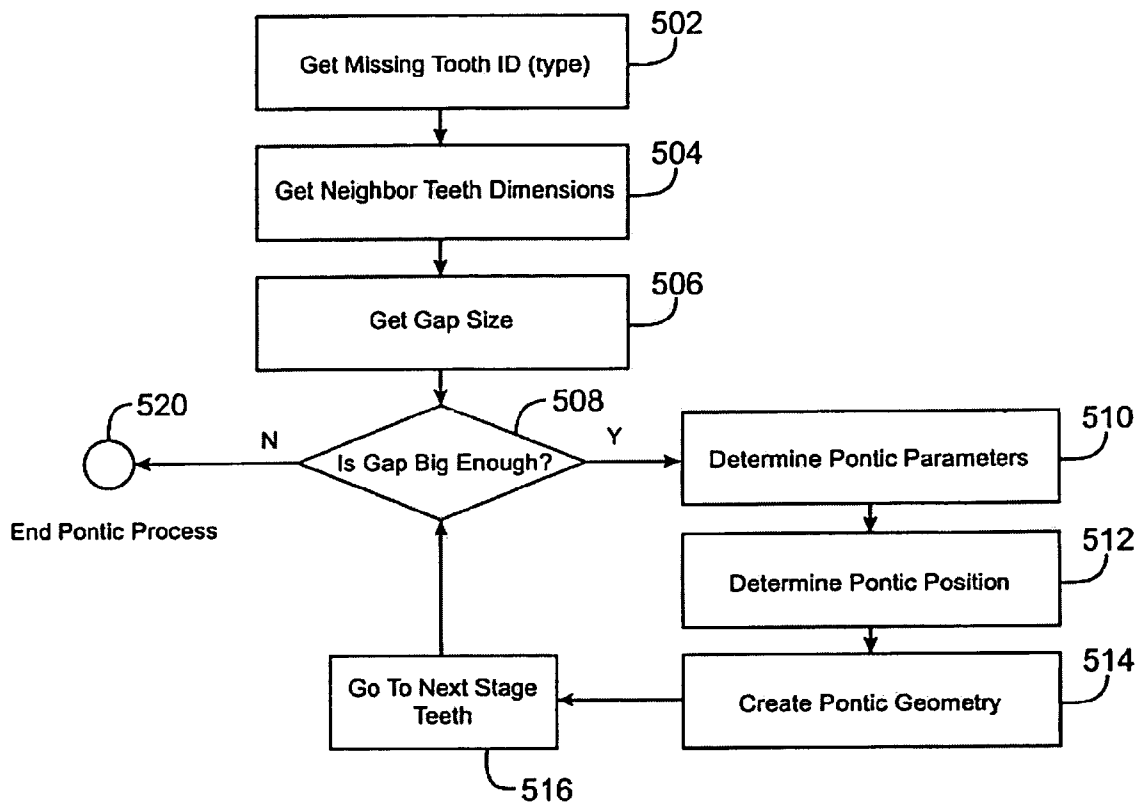 502
Get Missing Tooth ID (type)
504
Get Neighbor Teeth Dimensions
506
Get Gap Size
508
Is Gap Big Enough?
N
Y
520
End Pontic Process
510
Determine Pontic Parameters
512
Determine Pontic Position
514
Create Pontic Geometry
Go To Next Stage
Teeth
516